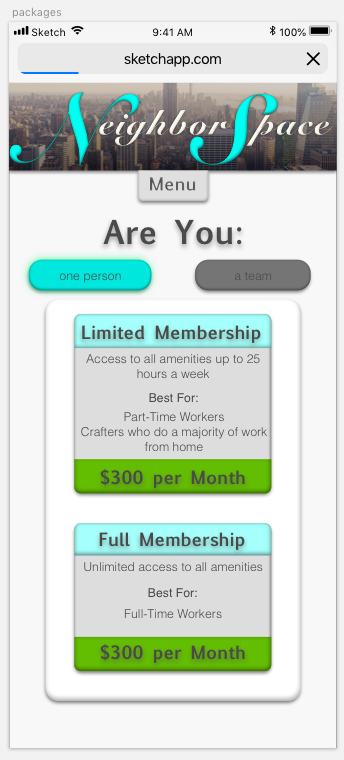 packages
Sketch
9:41 AM
100%
sketchapp.com
NeighborSpace
Menu
Are You:
one person
a team
Limited Membership
Access to all amenities up to 25
hours a week
Best For:
Part-Time Workers
Crafters who do a majority of work
from home
$300 per Month
Full Membership
Unlimited access to all amenities
Best For:
Full-Time Workers
$300 per Month